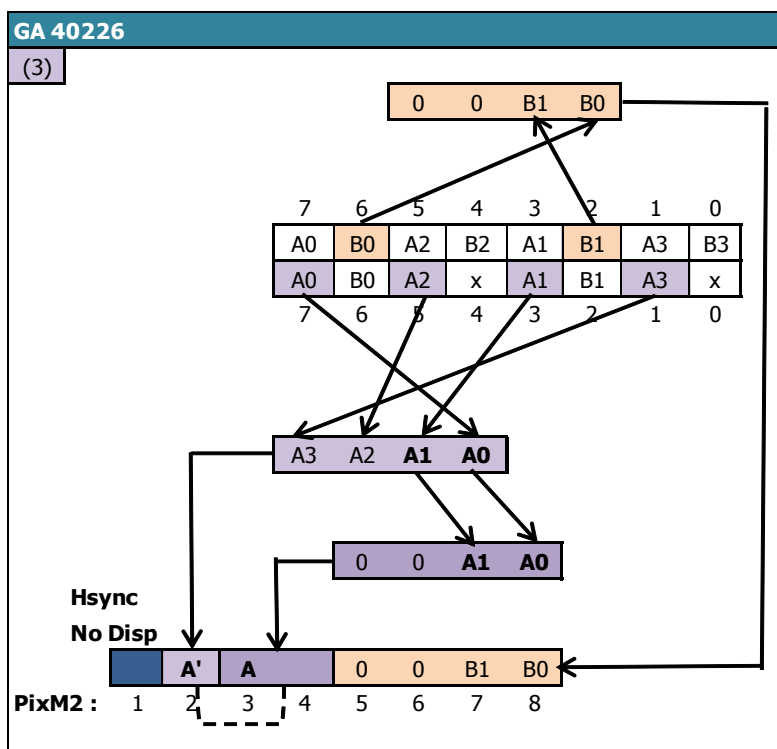 GA 40226
(3)
0 0 B1 B0
7 6 5 4 3 2 1 0
A0 B0 A2 B2 A1 B1 A3 B3
A0 B0 A2 x A1 B1 A3 x
7 6 5 4 3 2 1 0
A3 A2 A1 A0
0 0 A1 A0
Hsync
No Disp
A' A 0 0 B1 B0
PixM2 : 1 2 3 4 5 6 7 8